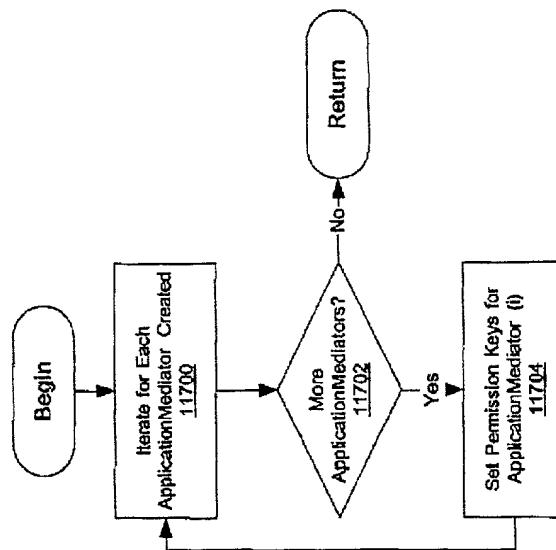 Begin
Iterate for Each
ApplicationMediator Created
11700
More
ApplicationMediators?
11702
No
Return
Yes
Set Permission Keys for
ApplicationMediator (i)
11704